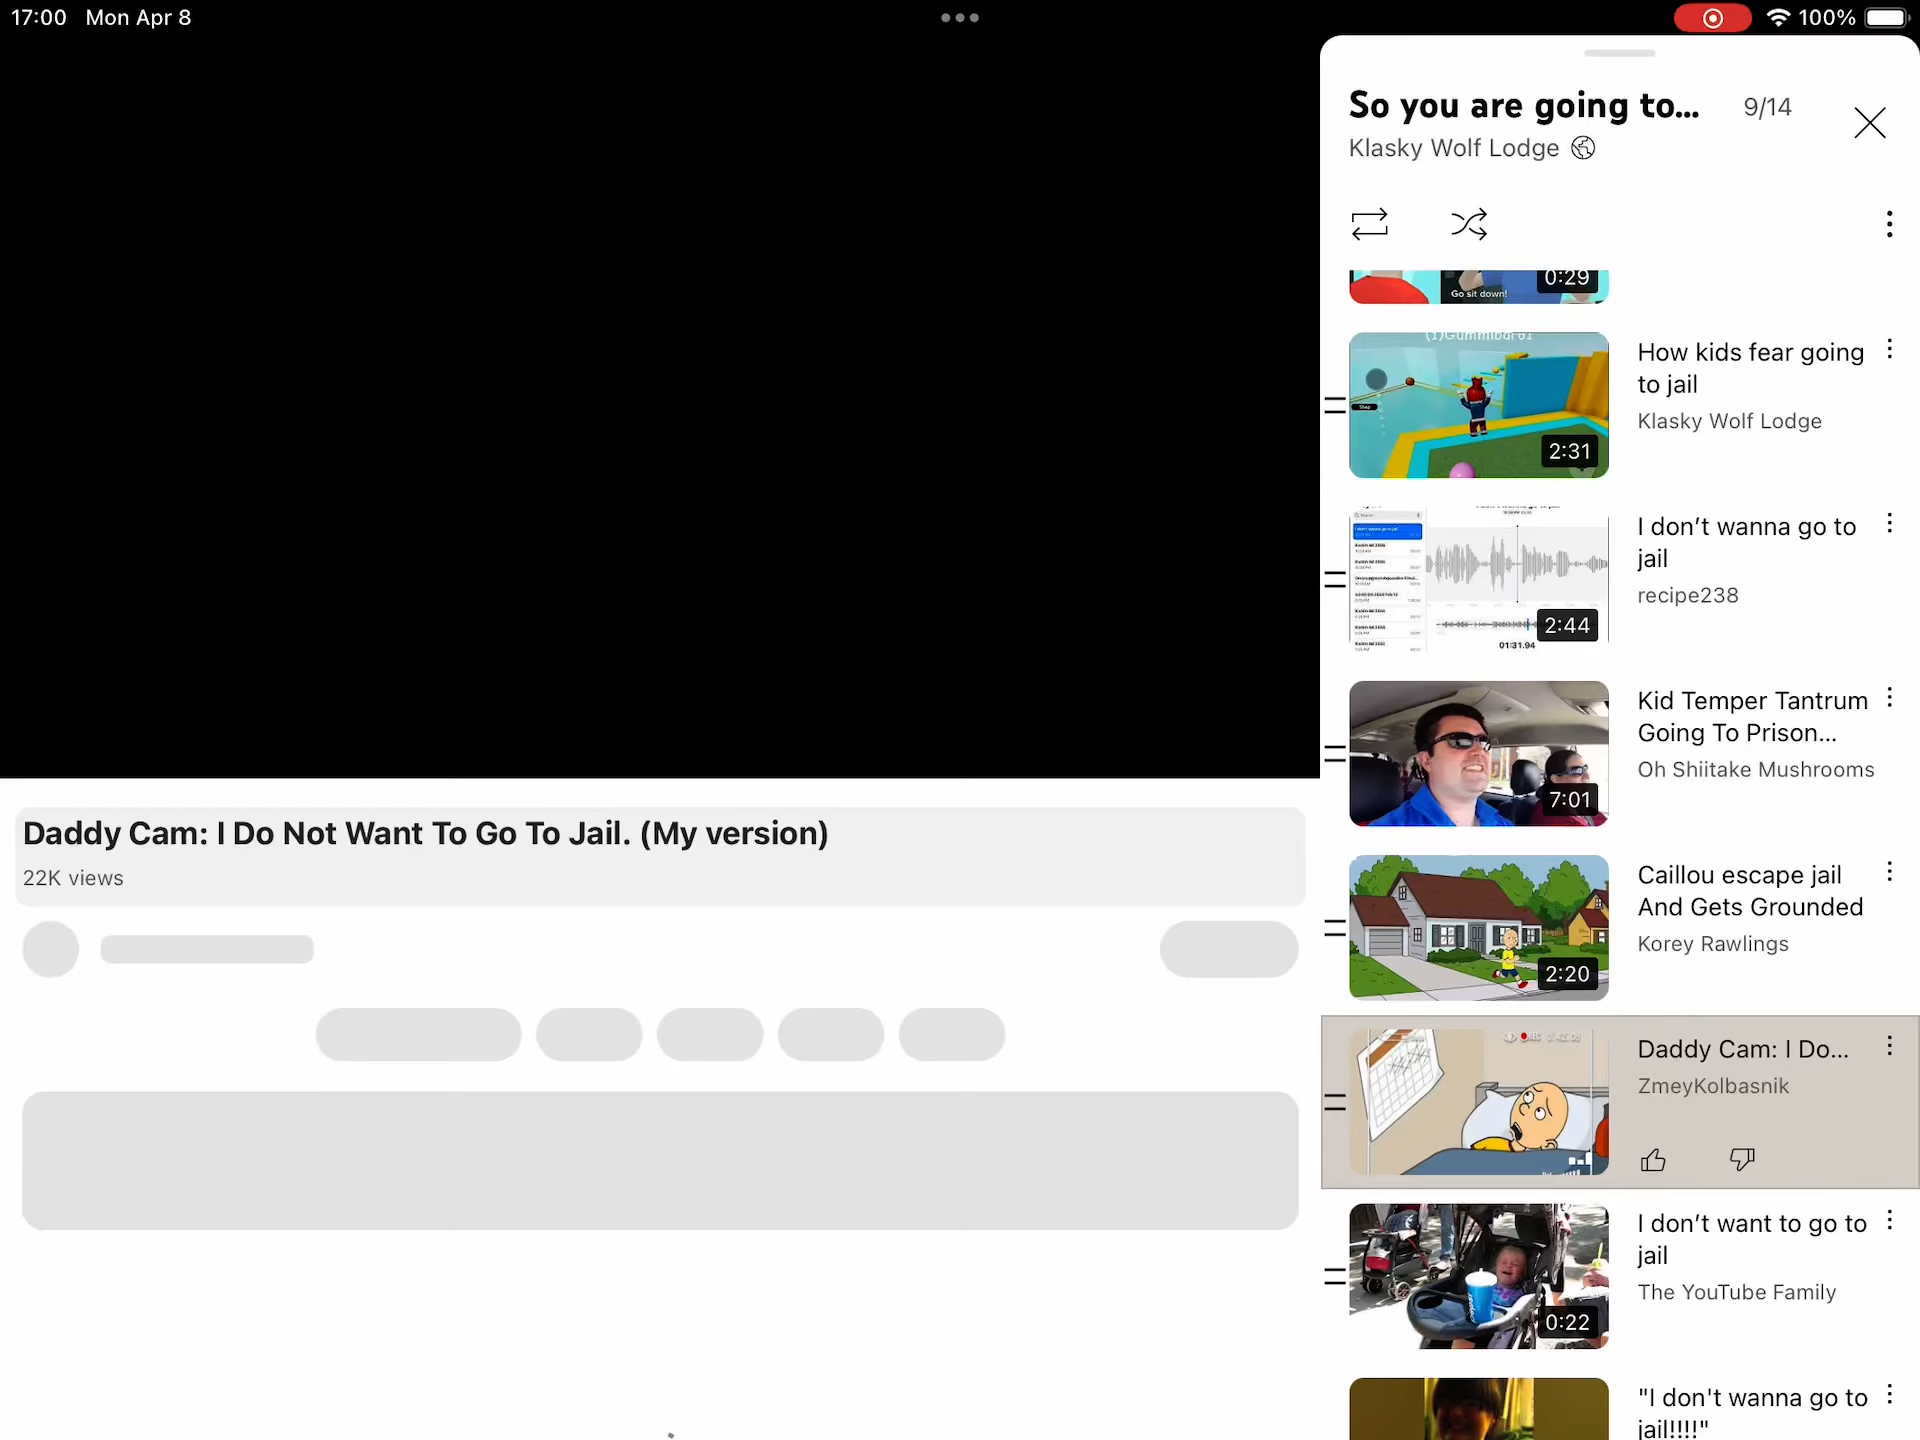 17:00 Mon Apr 8
100%
So you are going to...
9/14
Klasky Wolf Lodge
Go sit down!
0:29
2:31
How kids fear going
to jail
Klasky Wolf Lodge
01:31.94
2:44
I don’t wanna go to
jail
recipe238
7:01
Kid Temper Tantrum
Going To Prison...
Oh Shiitake Mushrooms
2:20
Caillou escape jail
And Gets Grounded
Korey Rawlings
Daddy Cam: I Do...
ZmeyKolbasnik
0:22
I don’t want to go to
jail
The YouTube Family
"I don't wanna go to
jail!!!!"
Daddy Cam: I Do Not Want To Go To Jail. (My version)
22K views